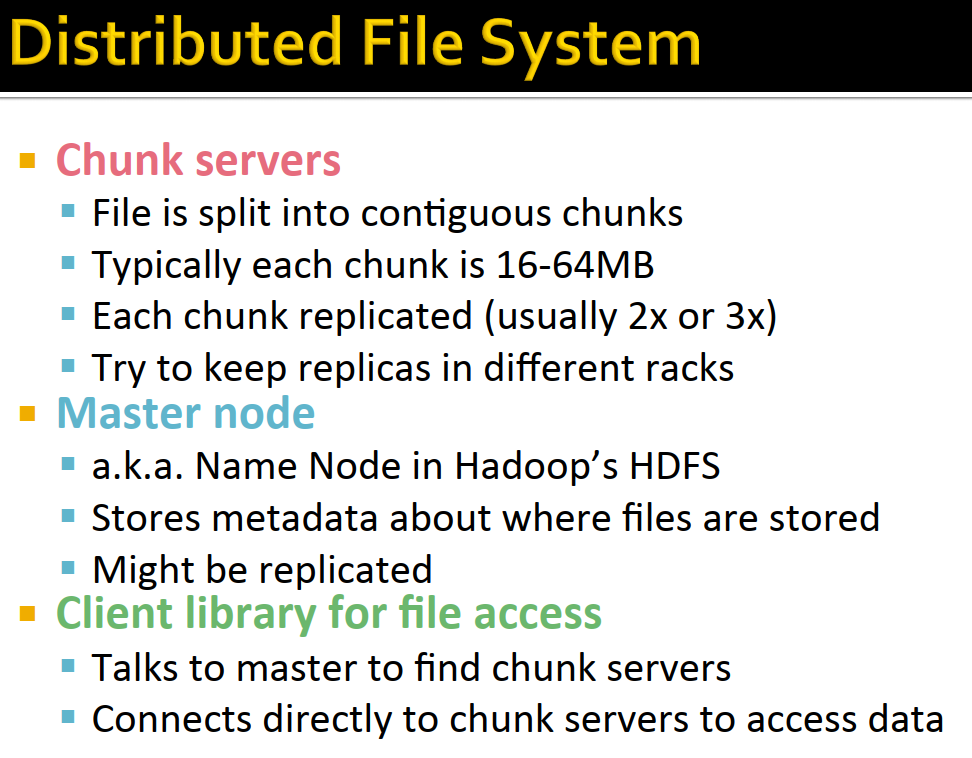 Distributed File System
Chunk servers
File is split into contiguous chunks
Typically each chunk is 16-64MB
Each chunk replicated (usually 2x or 3x)
Try to keep replicas in different racks
Master node
a.k.a. Name Node in Hadoop’s HDFS
Stores metadata about where files are stored
Might be replicated
Client library for file access
Talks to master to find chunk servers
Connects directly to chunk servers to access data